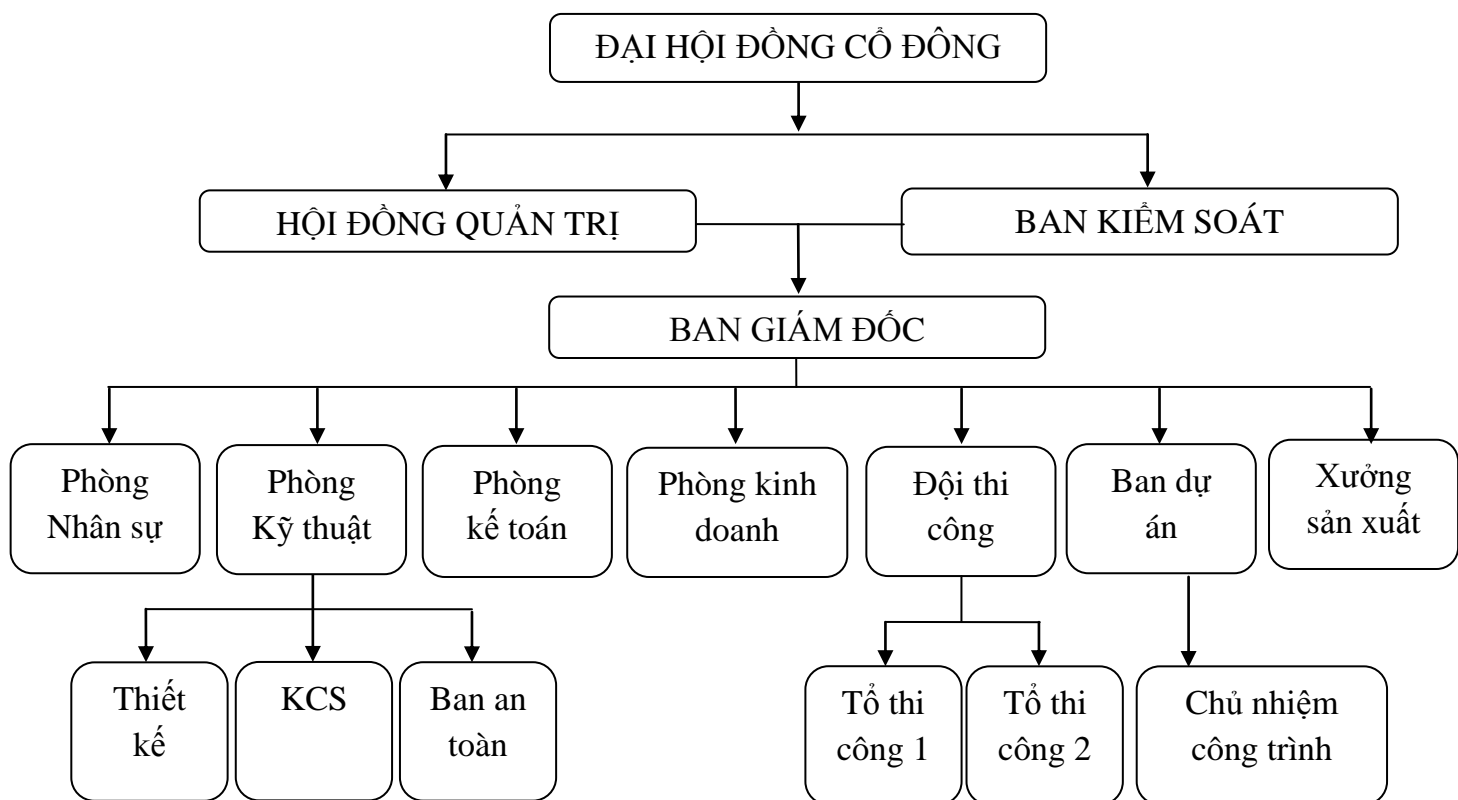 ĐẠI HỘI ĐỒNG CỔ ĐÔNG
HỘI ĐỒNG QUẢN TRỊ
BAN KIỂM SOÁT
BAN GIÁM ĐỐC
Phòng
Nhân sự
Phòng
Kỹ thuật
Phòng
kế toán
Phòng kinh
doanh
Đội thi
công
Ban dự
án
Xưởng
sản xuất
Thiết
kế
KCS
Ban an
toàn
Tổ thi
công 1
Tổ thi
công 2
Chủ nhiệm
công trình